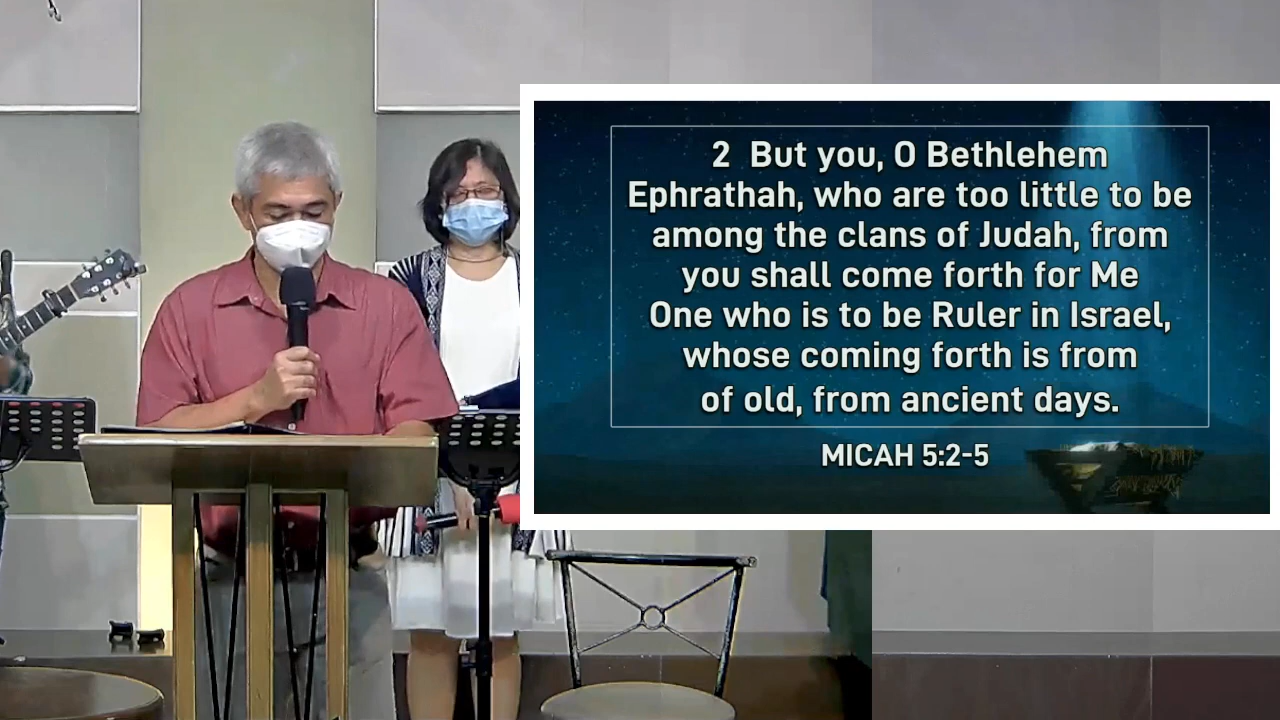 2 But you, O Bethlehem
Ephrathah, who are too little to be
among the clans of Judah, from
you shall come forth for Me
One who is to be Ruler in Israel,
whose coming forth is from
of old, from ancient days.
MICAH 5:2-5